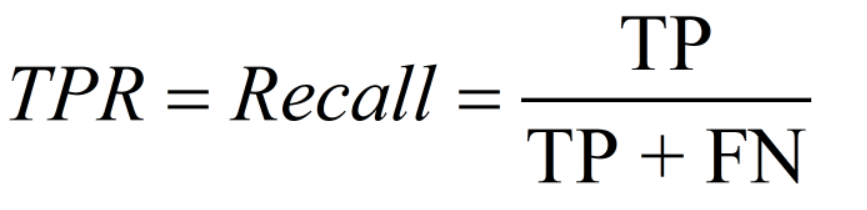 TPR = Recall = TP
TP + FN